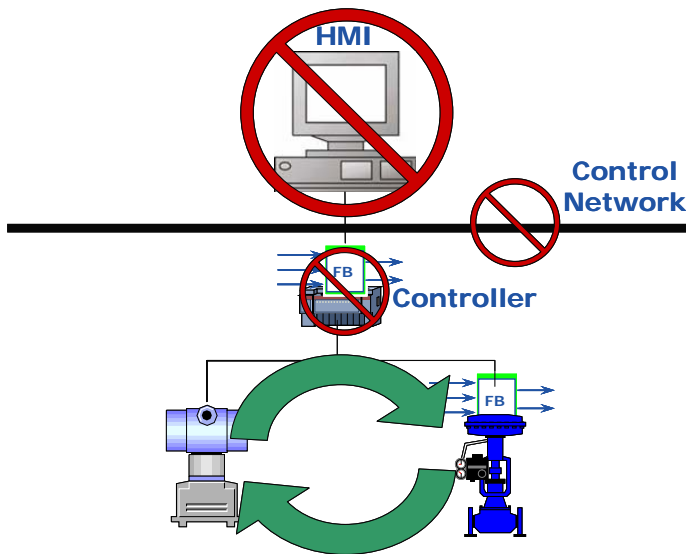 HMI
Control
Network
FB
Controller
FB